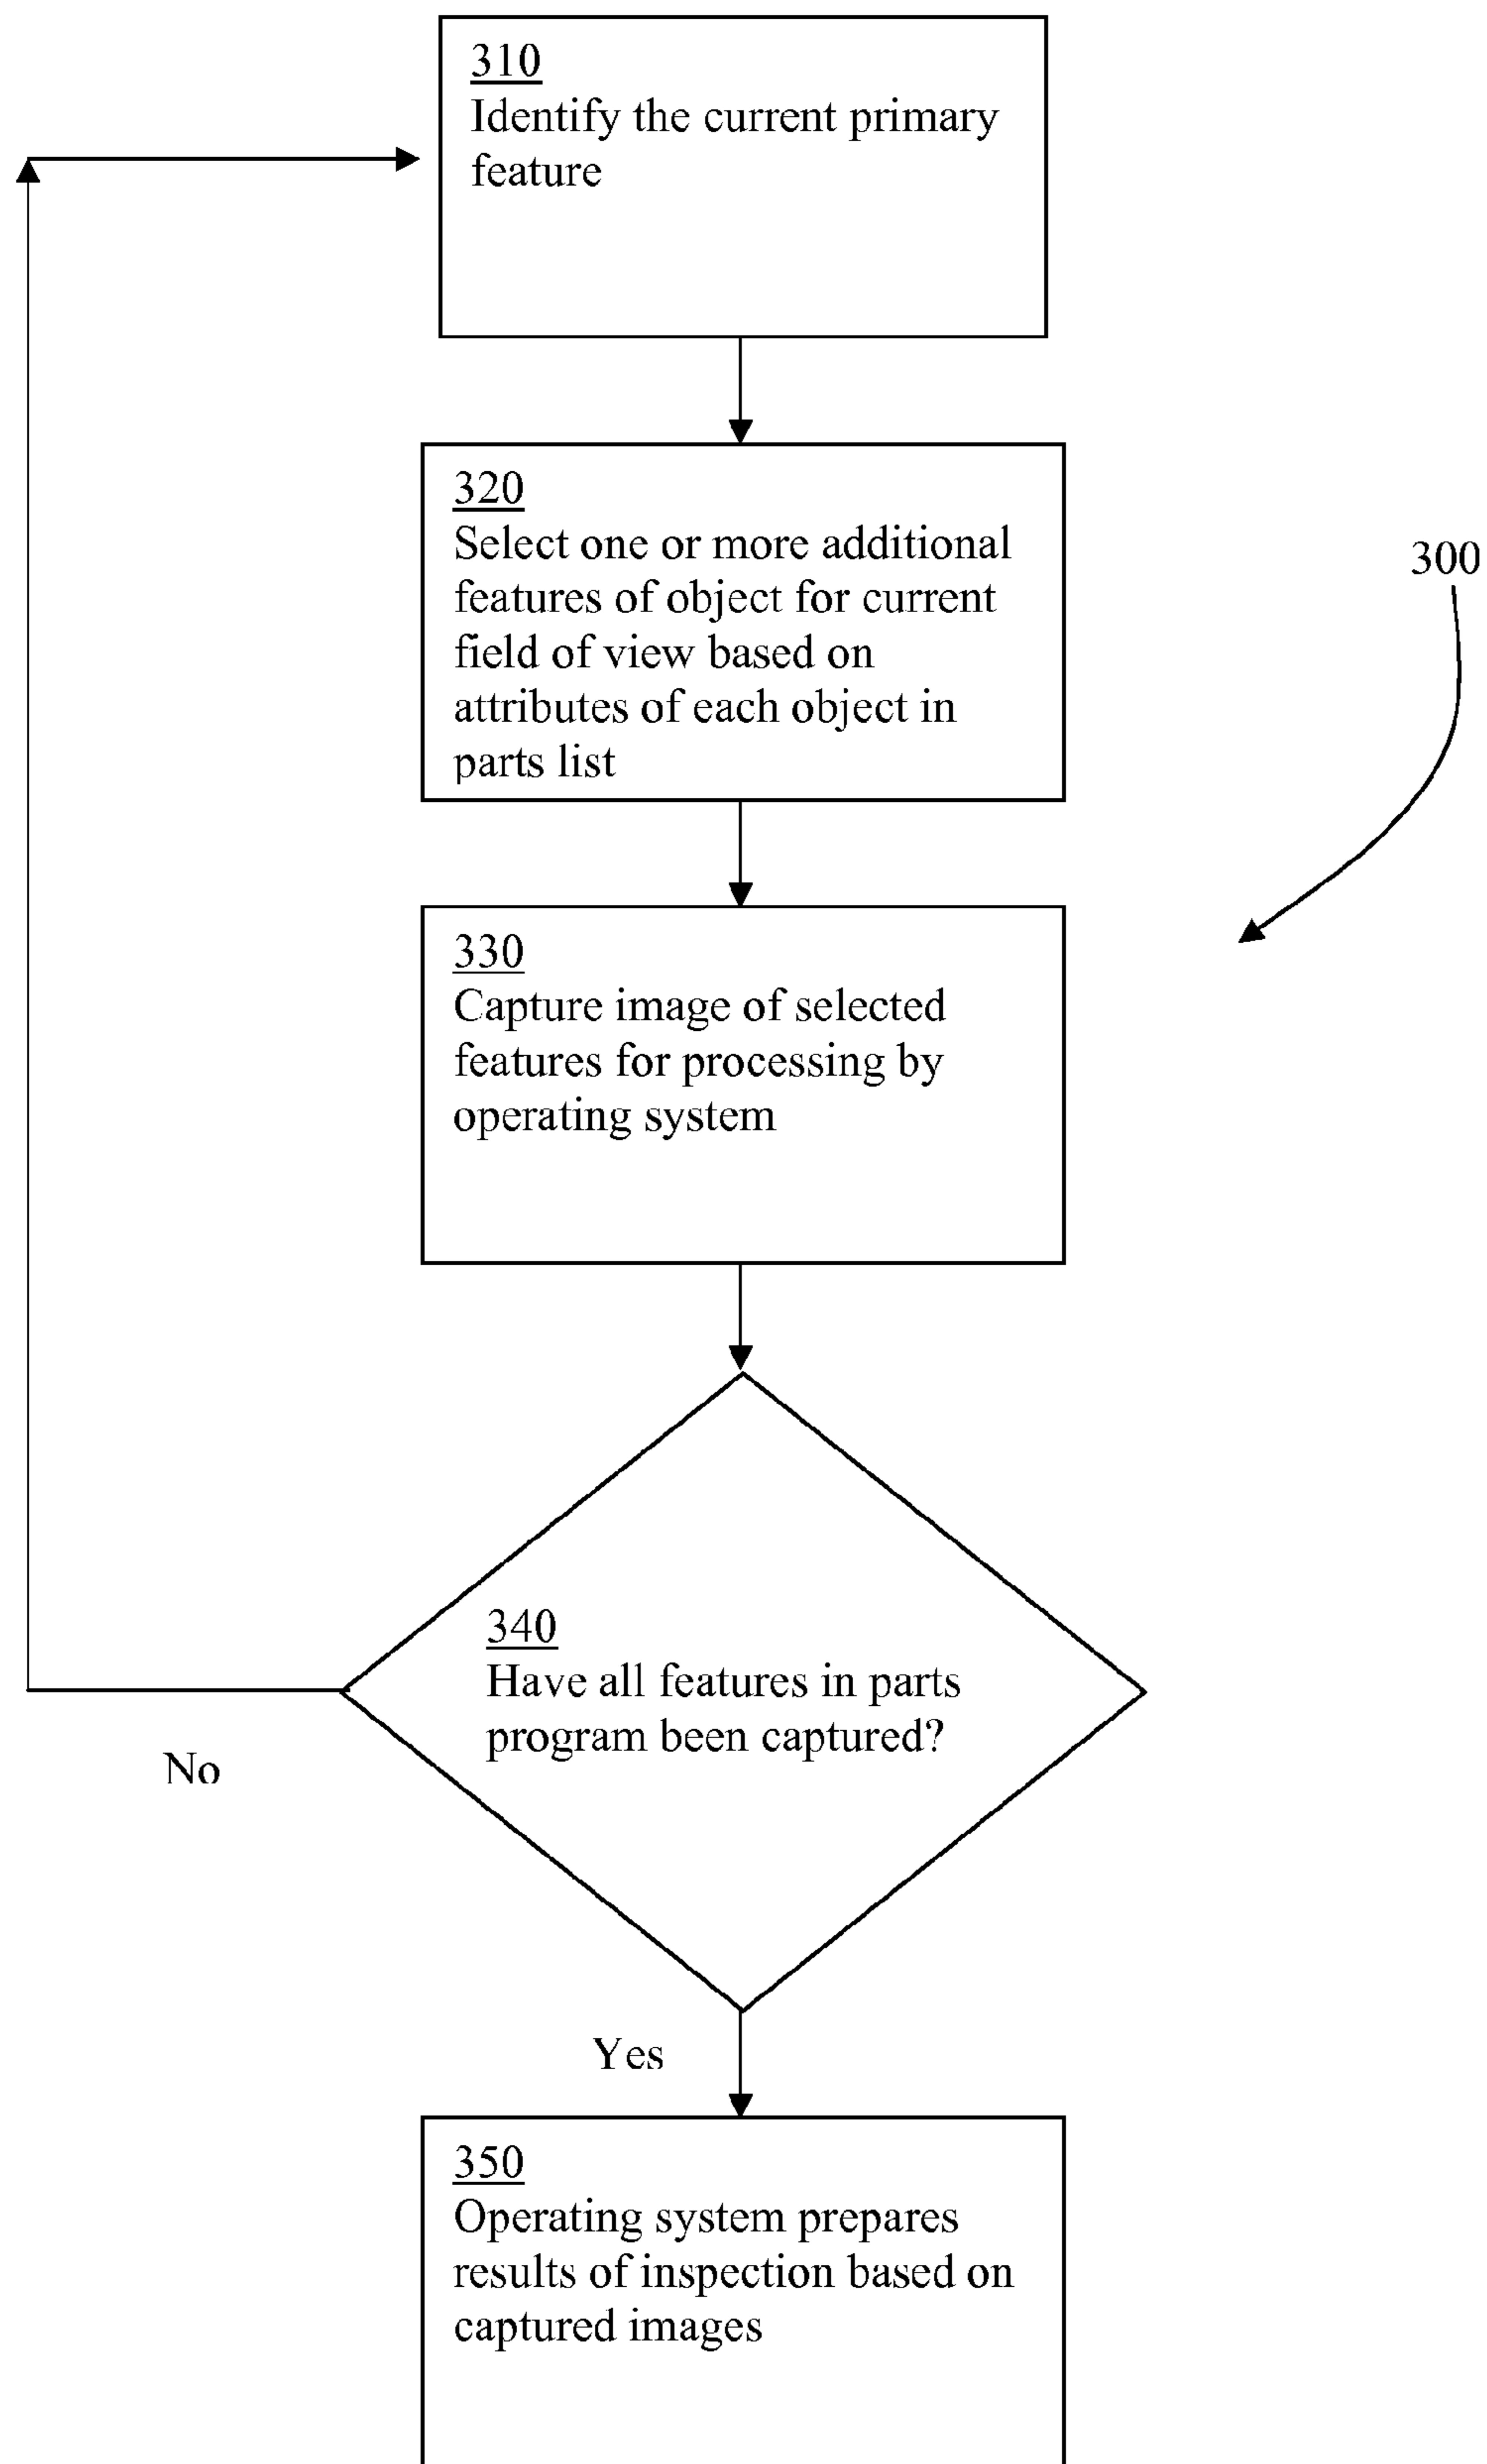 310
Identify the current primary
feature
320
Select one or more additional
features of object for current
field of view based on
attributes of each object in
parts list
300
330
Capture image of selected
features for processing by
operating system
340
Have all features in parts
program been captured?
No
Yes
350
Operating system prepares
results of inspection based on
captured images